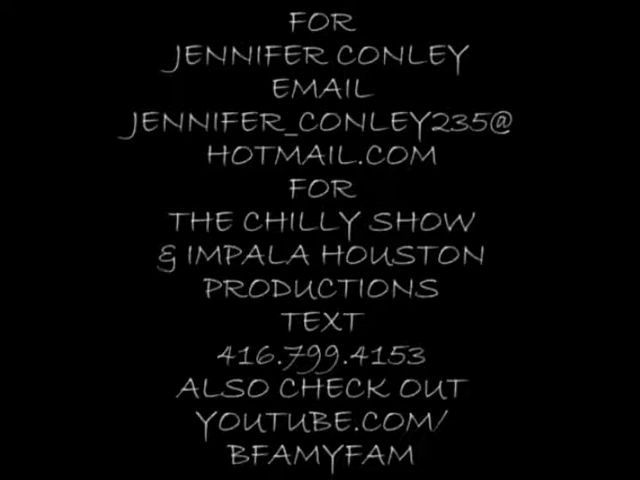 FOR
JENNIFER CONLEY
EMAIL
JENNIFER_CONLEY235@
HOTMAIL.COM
FOR
THE CHILLY SHOW
& IMPALA HOUSTON
PRODUCTIONS
TEXT
416.799.4153
ALSO CHECK OUT
YOUTUBE.COM/
BFAMYFAM